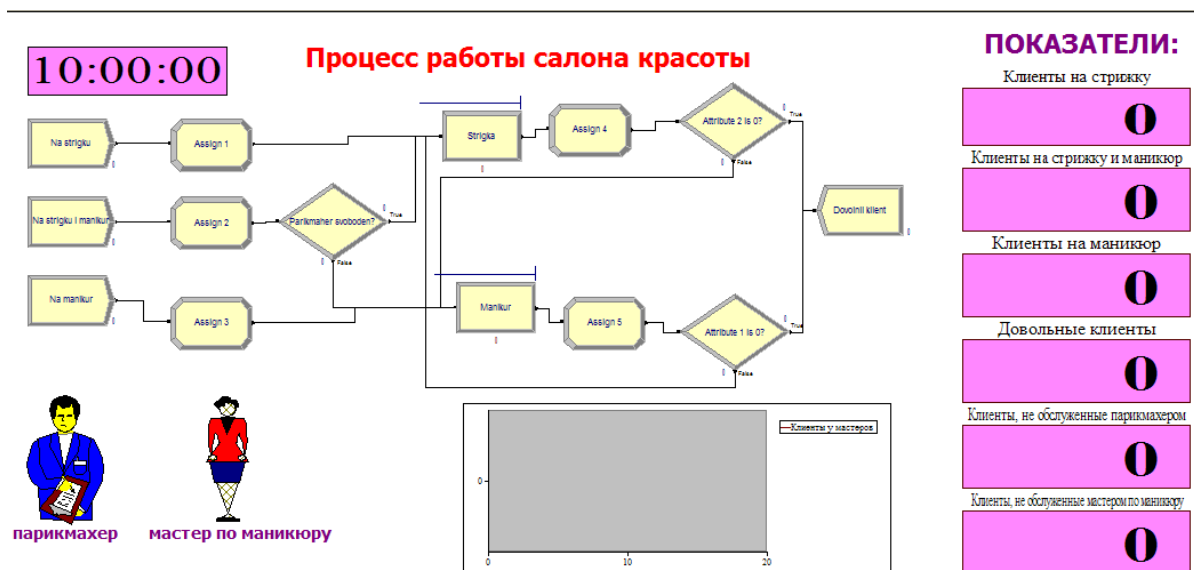 10:00:00
Процесс работы салона красоты
Na strigku
Assign 1
Strigka
Assign 4
Attribute 2 is 0?
True
False
Na strigku i manikur
Assign 2
Parikmaher svoboden?
True
False
Dovolnii klient
Na manikur
Assign 3
Manikur
Assign 5
Attribute 1 is 0?
True
False
парикмахер
мастер по маникюру
Клиенты у мастеров
0
0
10
20
ПОКАЗАТЕЛИ:
Клиенты на стрижку
0
Клиенты на стрижку и маникюр
0
Клиенты на маникюр
0
Довольные клиенты
0
Клиенты, не обслуженные парикмахером
0
Клиенты, не обслуженные мастером по маникюру
0